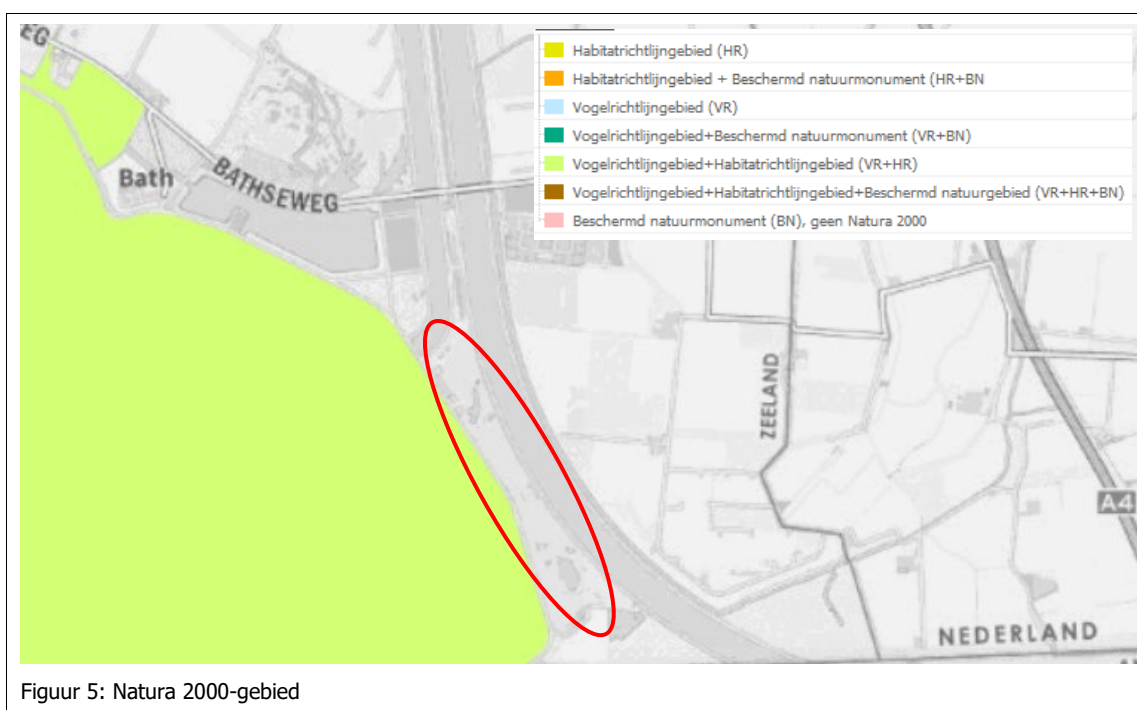 EG
Habitatrichtlijngebied (HR)
Habitatrichtlijngebied + Beschermd natuurmonument (HR+BN
Vogelrichtlijngebied (VR)
Vogelrichtlijngebied+Beschermd natuurmonument (VR+BN)
Vogelrichtlijngebied+Habitatrichtlijngebied (VR+HR)
Vogelrichtlijngebied+Habitatrichtlijngebied+Beschermd natuurgebied (VR+HR+BN)
Beschermd natuurmonument (BN), geen Natura 2000
Bath
BATHSEWEG
ZEELAND
A4
NEDERLAND
Figuur 5: Natura 2000-gebied